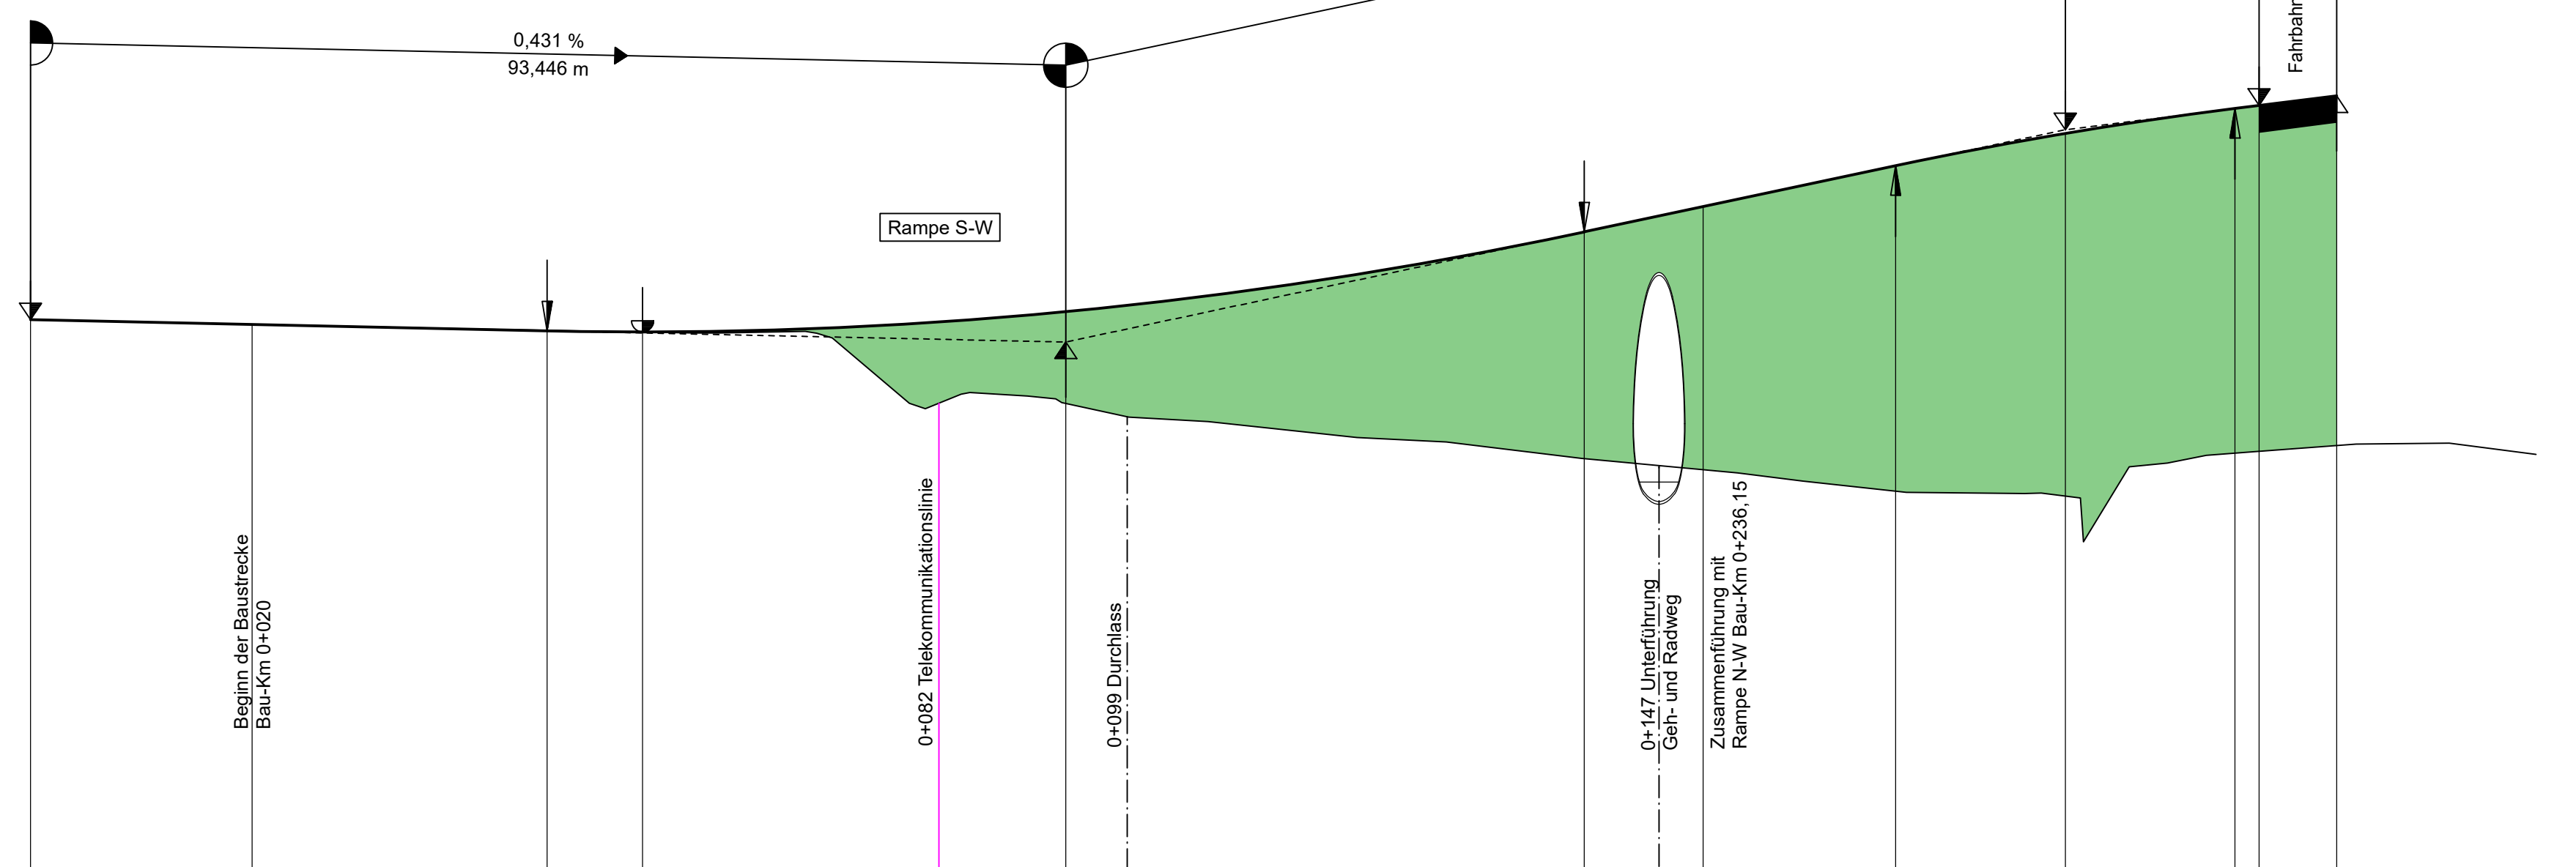 0,431 %
93,446 m
Fahrbahn
Rampe S-W
Beginn der Baustrecke
Bau-Km 0+020
0+082 Telekommunikationslinie
0+099 Durchlass
0+147 Unterführung
Geh- und Radweg
Zusammenführung mit
Rampe N-W Bau-Km 0+236,15